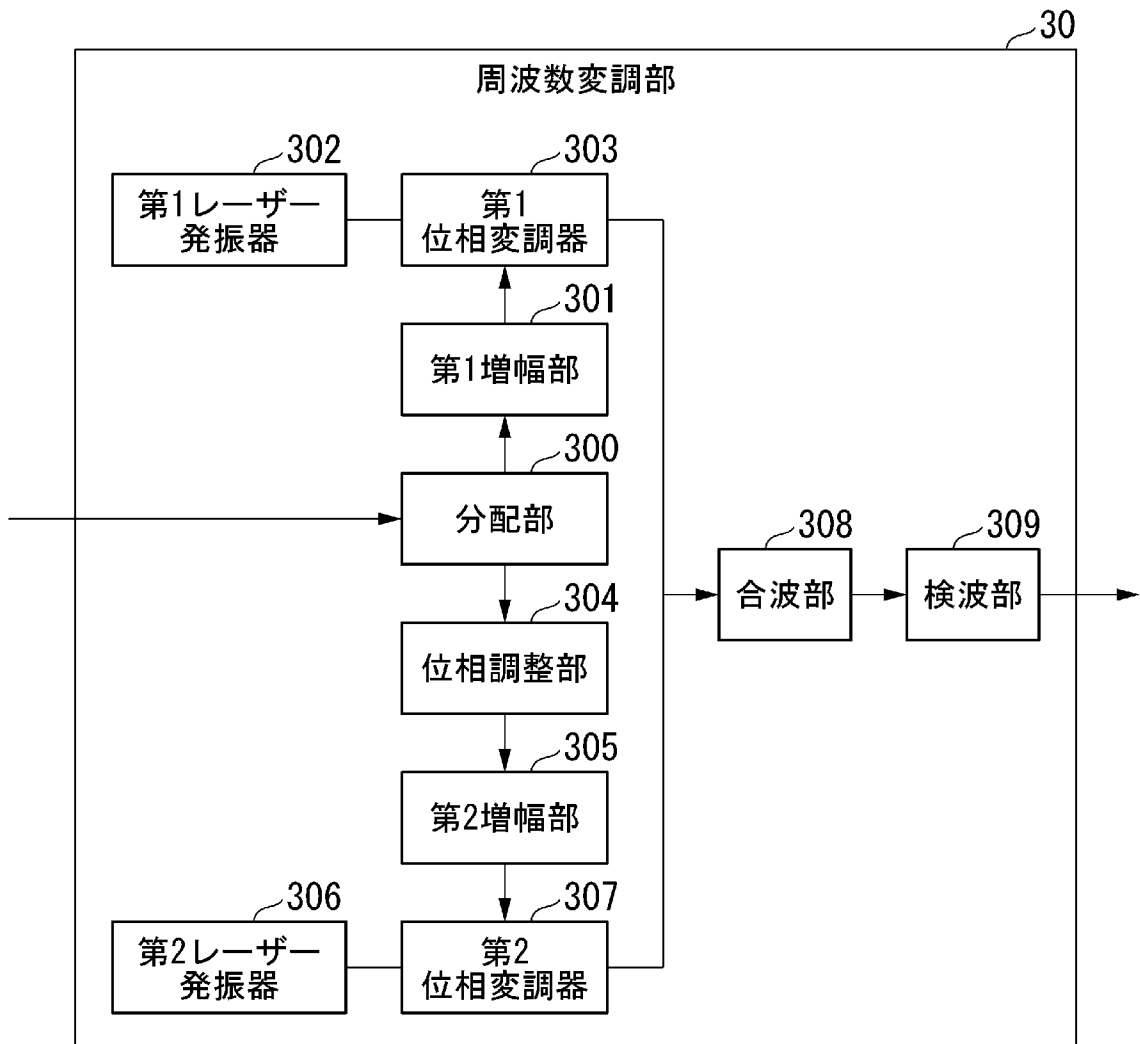 30
周波数変調部
302
303
第1レーザー
発振器
第1
位相変調器
301
第1増幅部
300
分配部
308
309
合波部
検波部
304
位相調整部
305
第2増幅部
306
307
第2レーザー
発振器
第2
位相変調器